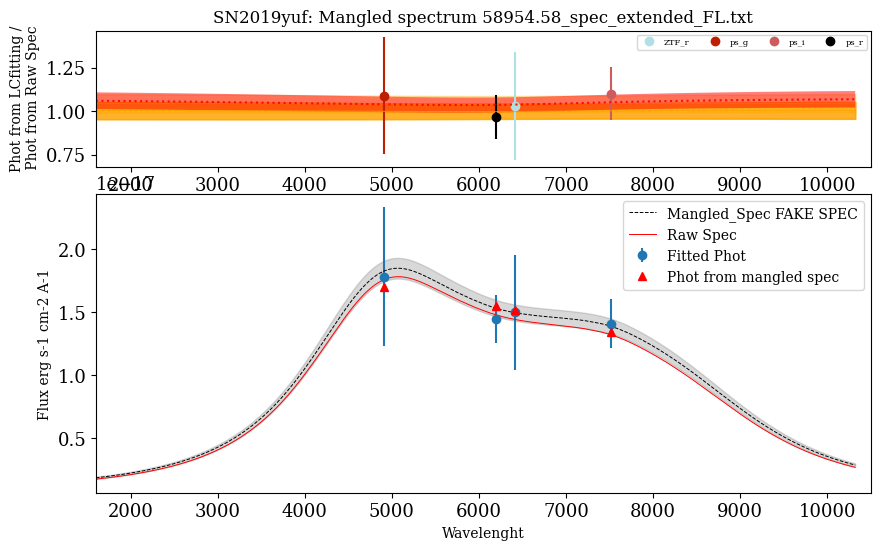 SN2019yuf: Mangled spectrum 58954.58_spec_extended_FL.txt
Phot from LCfitting /
Phot from Raw Spec
1.25
1.00
0.75
ZTF_r ps_g ps_i ps_r
2000 3000 4000 5000 6000 7000 8000 9000 10000
1e−17
Flux erg s-1 cm-2 A-1
2.0
1.5
1.0
0.5
Mangled_Spec FAKE SPEC
Raw Spec
Fitted Phot
Phot from mangled spec
2000 3000 4000 5000 6000 7000 8000 9000 10000
Wavelenght